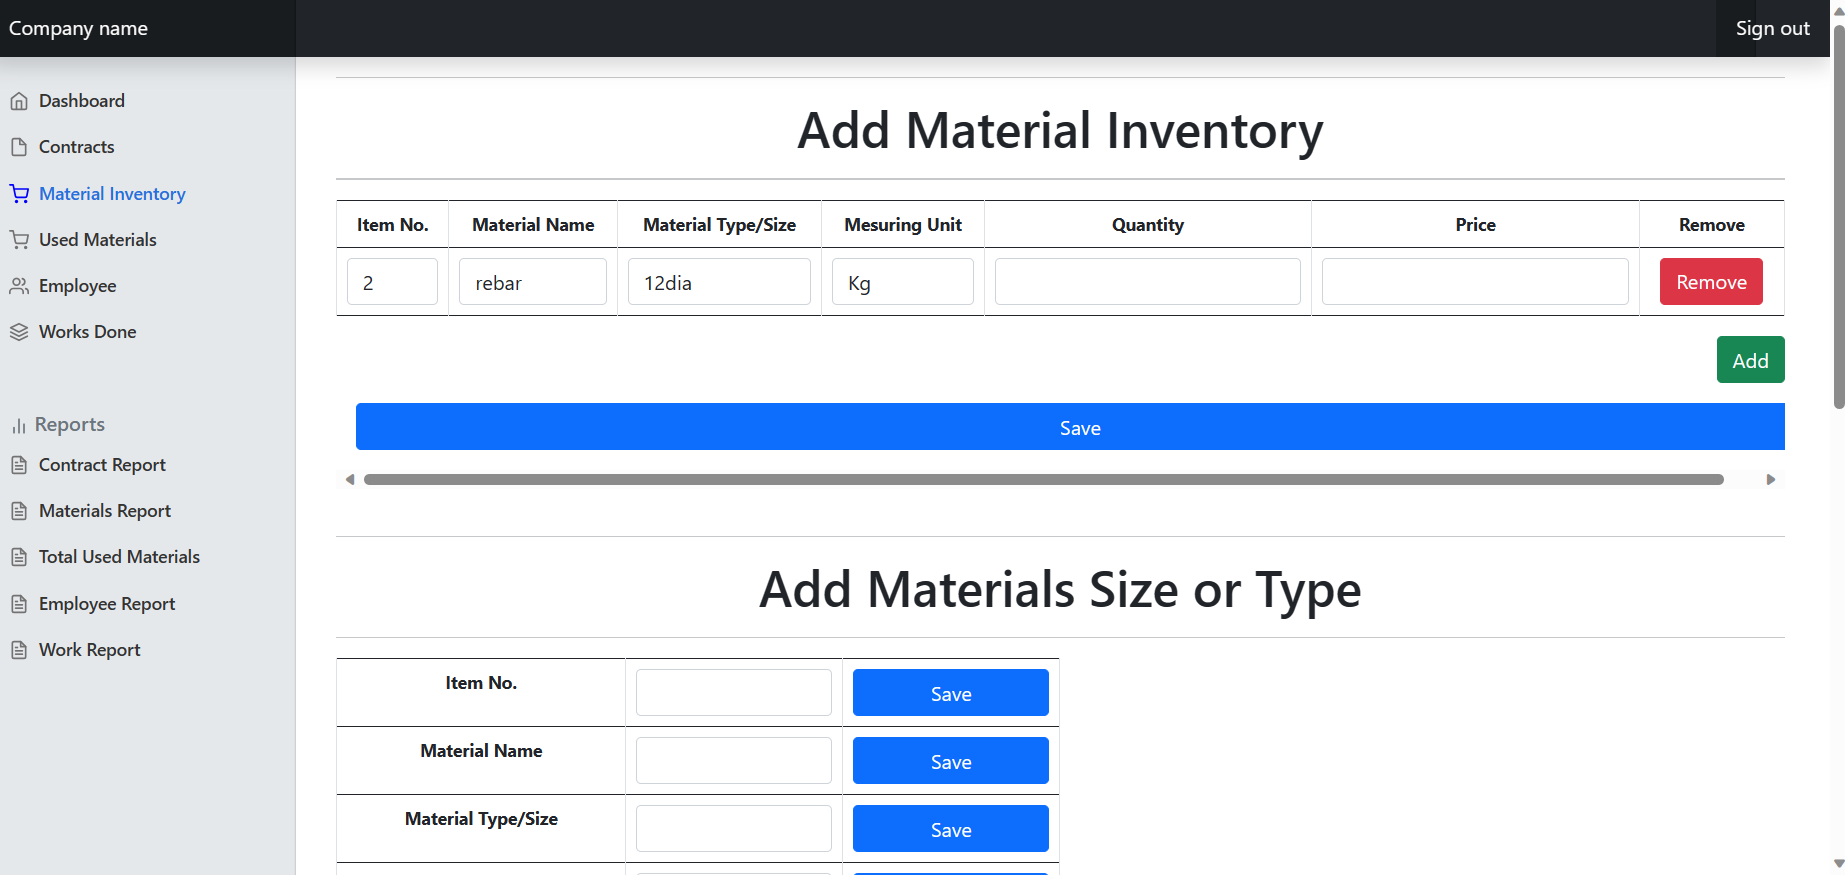 Company name
Sign out
Dashboard
Contracts
Material Inventory
Used Materials
Employee
Works Done
Reports
Contract Report
Materials Report
Total Used Materials
Employee Report
Work Report
Add Material Inventory
Item No. Material Name Material Type/Size Mesuring Unit Quantity Price Remove
2 rebar 12dia Kg Remove
Add
Save
Add Materials Size or Type
Item No. Save
Material Name Save
Material Type/Size Save